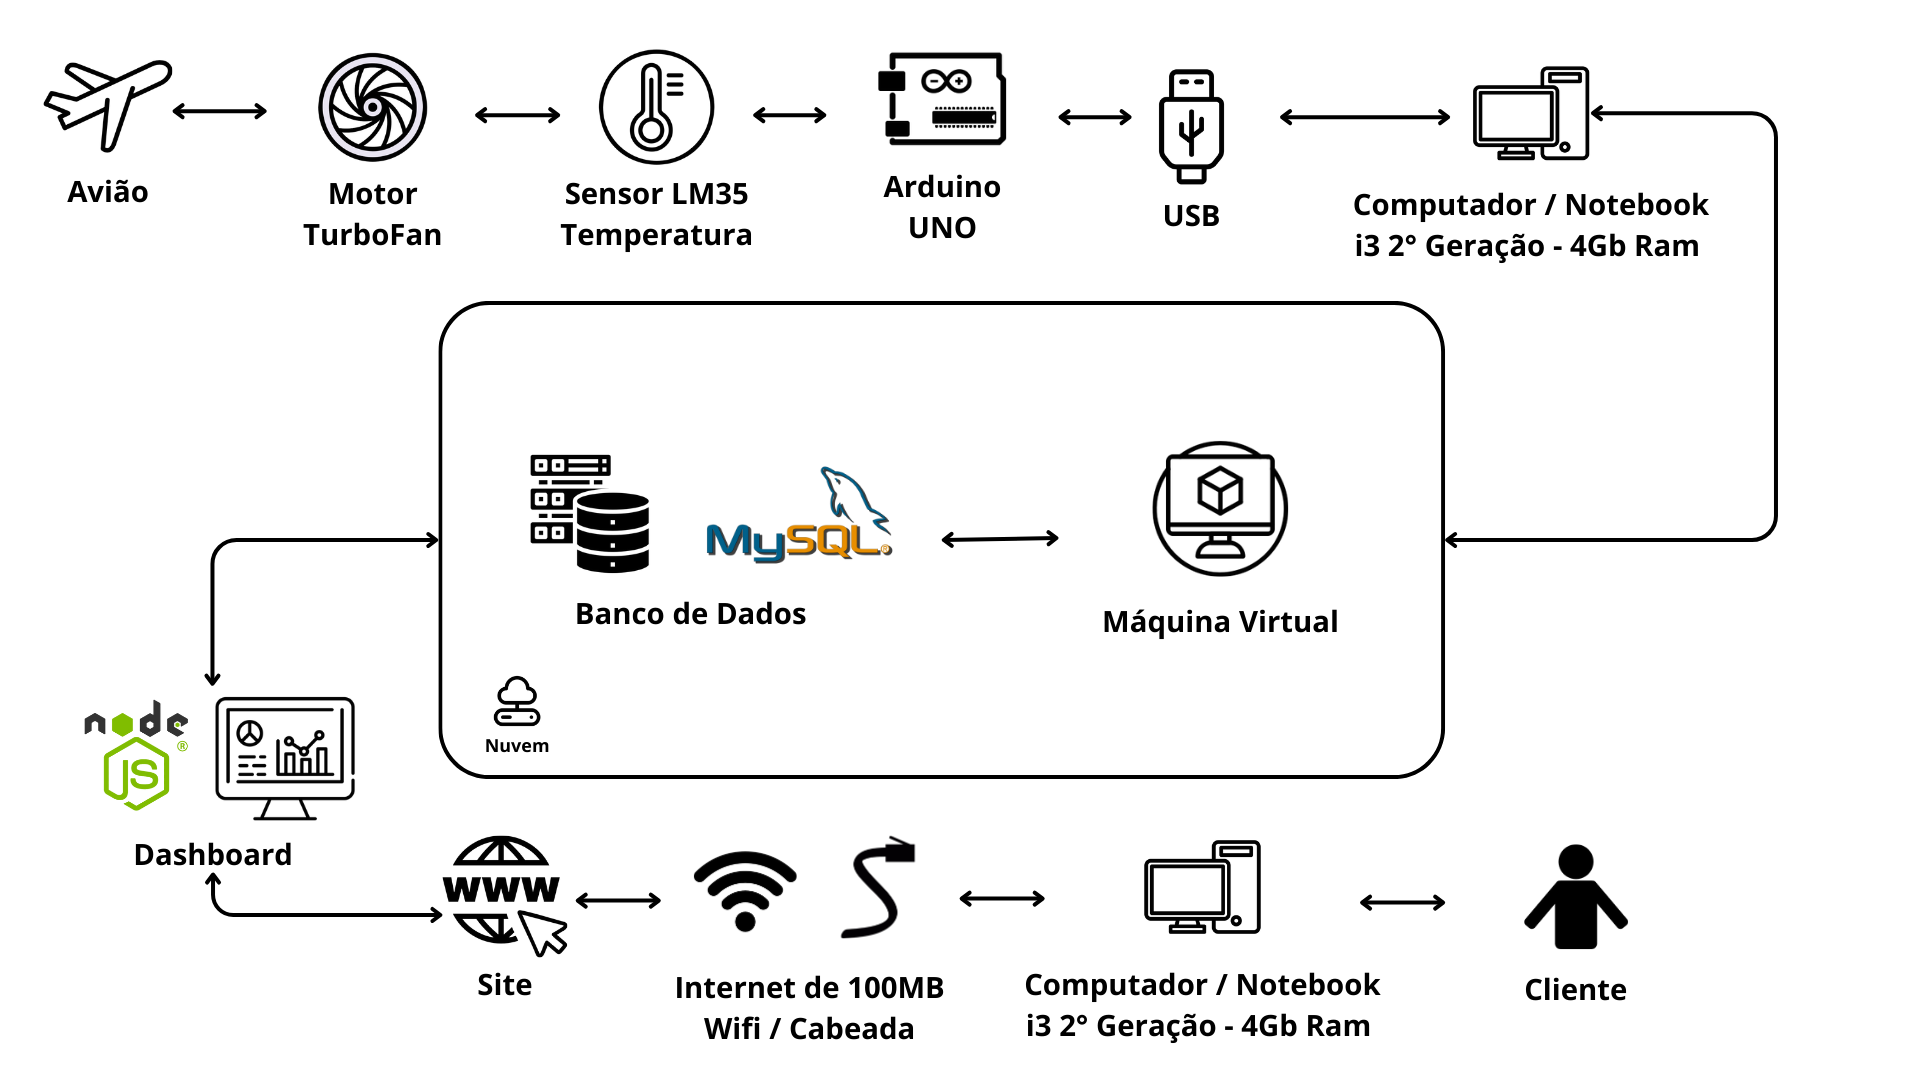 Avião
Motor
TurboFan
Sensor LM35
Temperatura
Arduino
UNO
USB
Computador / Notebook
i3 2° Geração - 4Gb Ram
MySQL®
Banco de Dados
Máquina Virtual
Nuvem
node
JS®
Dashboard
www
Site
Internet de 100MB
Wifi / Cabeada
Computador / Notebook
i3 2° Geração - 4Gb Ram
Cliente